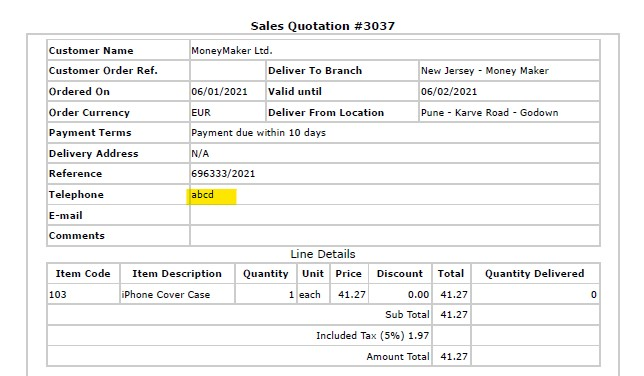 Sales Quotation #3037
Customer Name MoneyMaker Ltd.
Customer Order Ref. Deliver To Branch New Jersey - Money Maker
Ordered On 06/01/2021 Valid until 06/02/2021
Order Currency EUR Deliver From Location Pune - Karve Road - Godown
Payment Terms Payment due within 10 days
Delivery Address N/A
Reference 696333/2021
Telephone abcd
E-mail
Comments
Line Details
Item Code Item Description Quantity Unit Price Discount Total Quantity Delivered
103 iPhone Cover Case 1 each 41.27 0.00 41.27 0
Sub Total 41.27
Included Tax (5%) 1.97
Amount Total 41.27